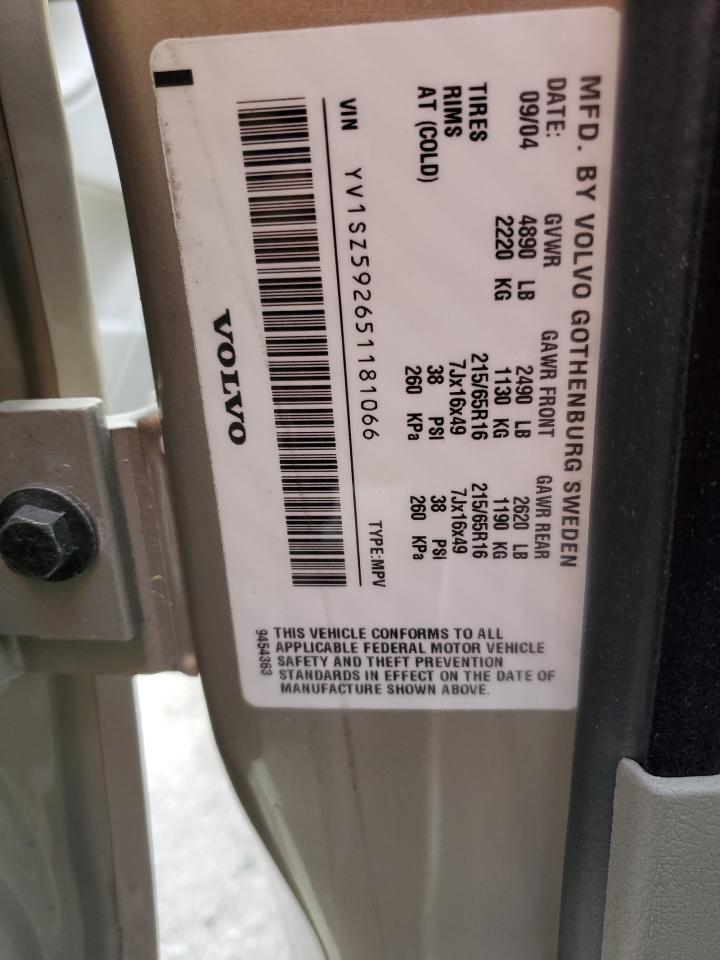 MFD. BY VOLVO GOTHENBURG SWEDEN
DATE: GVWR GAWR FRONT GAWR REAR
09/04 4890 LB 2490 LB 2620 LB
2220 KG 1130 KG 1190 KG
TIRES 215/65R16 215/65R16
RIMS 7Jx16x49 7Jx16x49
AT (COLD) 38 PSI 38 PSI
260 KPa 260 KPa
VIN YV1SZ592651181066 TYPE:MPV
VOLVO
THIS VEHICLE CONFORMS TO ALL
APPLICABLE FEDERAL MOTOR VEHICLE
SAFETY AND THEFT PREVENTION
STANDARDS IN EFFECT ON THE DATE OF
MANUFACTURE SHOWN ABOVE.
9454363